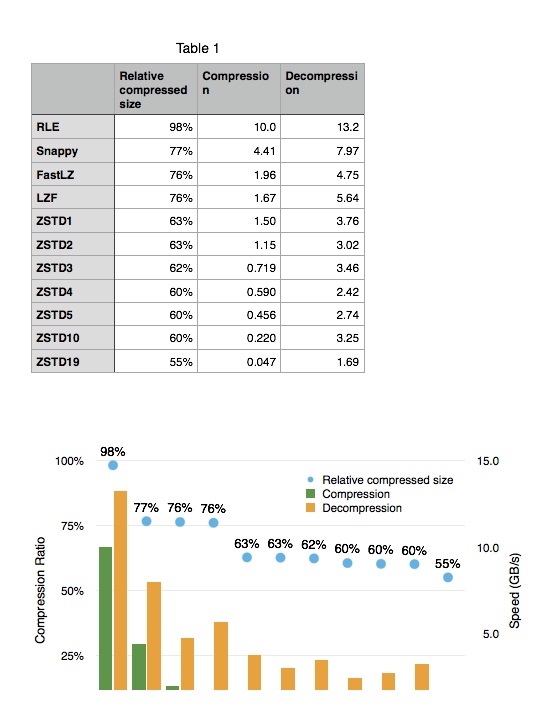 Table 1
Relative compressed size Compressio n Decompressi on
RLE 98% 10.0 13.2
Snappy 77% 4.41 7.97
FastLZ 76% 1.96 4.75
LZF 76% 1.67 5.64
ZSTD1 63% 1.50 3.76
ZSTD2 63% 1.15 3.02
ZSTD3 62% 0.719 3.46
ZSTD4 60% 0.590 2.42
ZSTD5 60% 0.456 2.74
ZSTD10 60% 0.220 3.25
ZSTD19 55% 0.047 1.69
98%
100% 15.0
Relative compressed size
Compression
Decompression
77% 76% 76%
75%
63% 63% 62% 60% 60% 60%
10.0
55%
50%
5.0
25%
Compression Ratio
Speed (GB/s)